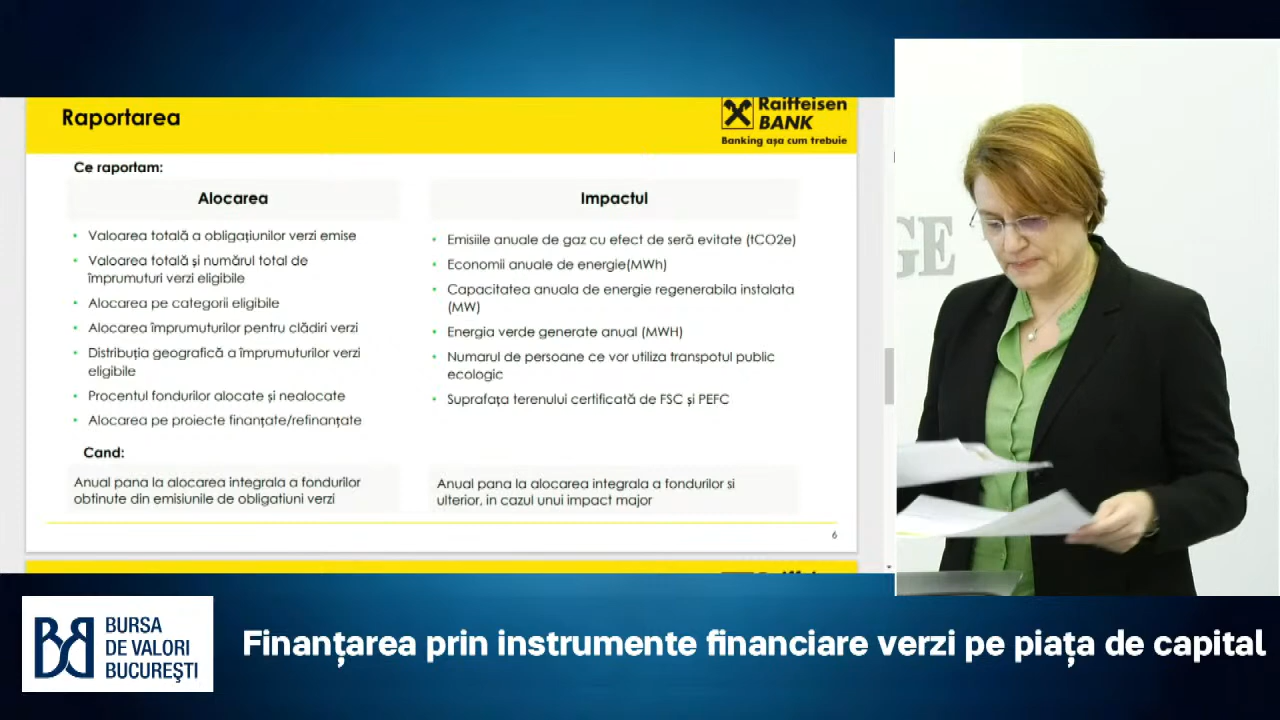 Raportarea
Raiffeisen
BANK
Banking așa cum trebuie
Ce raportam:
Alocarea
Valoarea totală a obligațiunilor verzi emise
Valoarea totală și numărul total de
împrumuturi verzi eligibile
Alocarea pe categorii eligibile
Alocarea împrumuturilor pentru clădiri verzi
Distribuția geografică a împrumuturilor verzi
eligibile
Procentul fondurilor alocate și nealocate
Alocarea pe proiecte finanțate/refinanțate
Impactul
Emisiile anuale de gaz cu efect de seră evitate (tCO2e)
Economii anuale de energie(MWh)
Capacitatea anuala de energie regenerabila instalata
(MW)
Energia verde generate anual (MWH)
Numarul de persoane ce vor utiliza transpotul public
ecologic
Suprafața terenului certificată de FSC și PEFC
Cand:
Anual pana la alocarea integrala a fondurilor
obtinute din emisiunile de obligatiuni verzi
Anual pana la alocarea integrala a fondurilor si
ulterior, in cazul unui impact major
6
GE
BURSA
DE VALORI
BUCUREȘTI
Finanțarea prin instrumente financiare verzi pe piața de capital